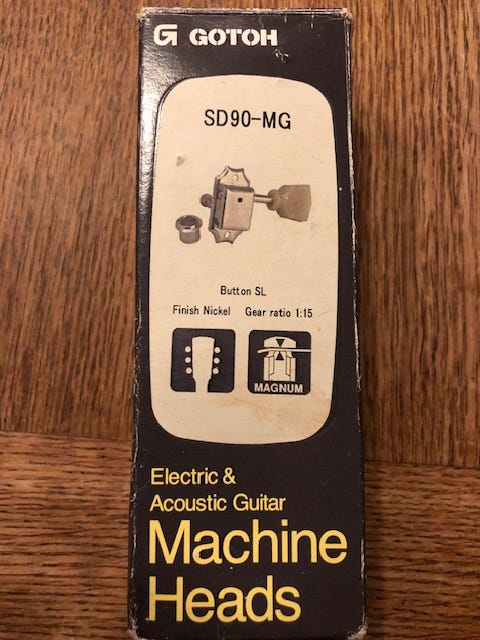 G GOTOH
SD90-MG
Button SL
Finish Nickel Gear ratio 1:15
MAGNUM
Electric &
Acoustic Guitar
Machine
Heads